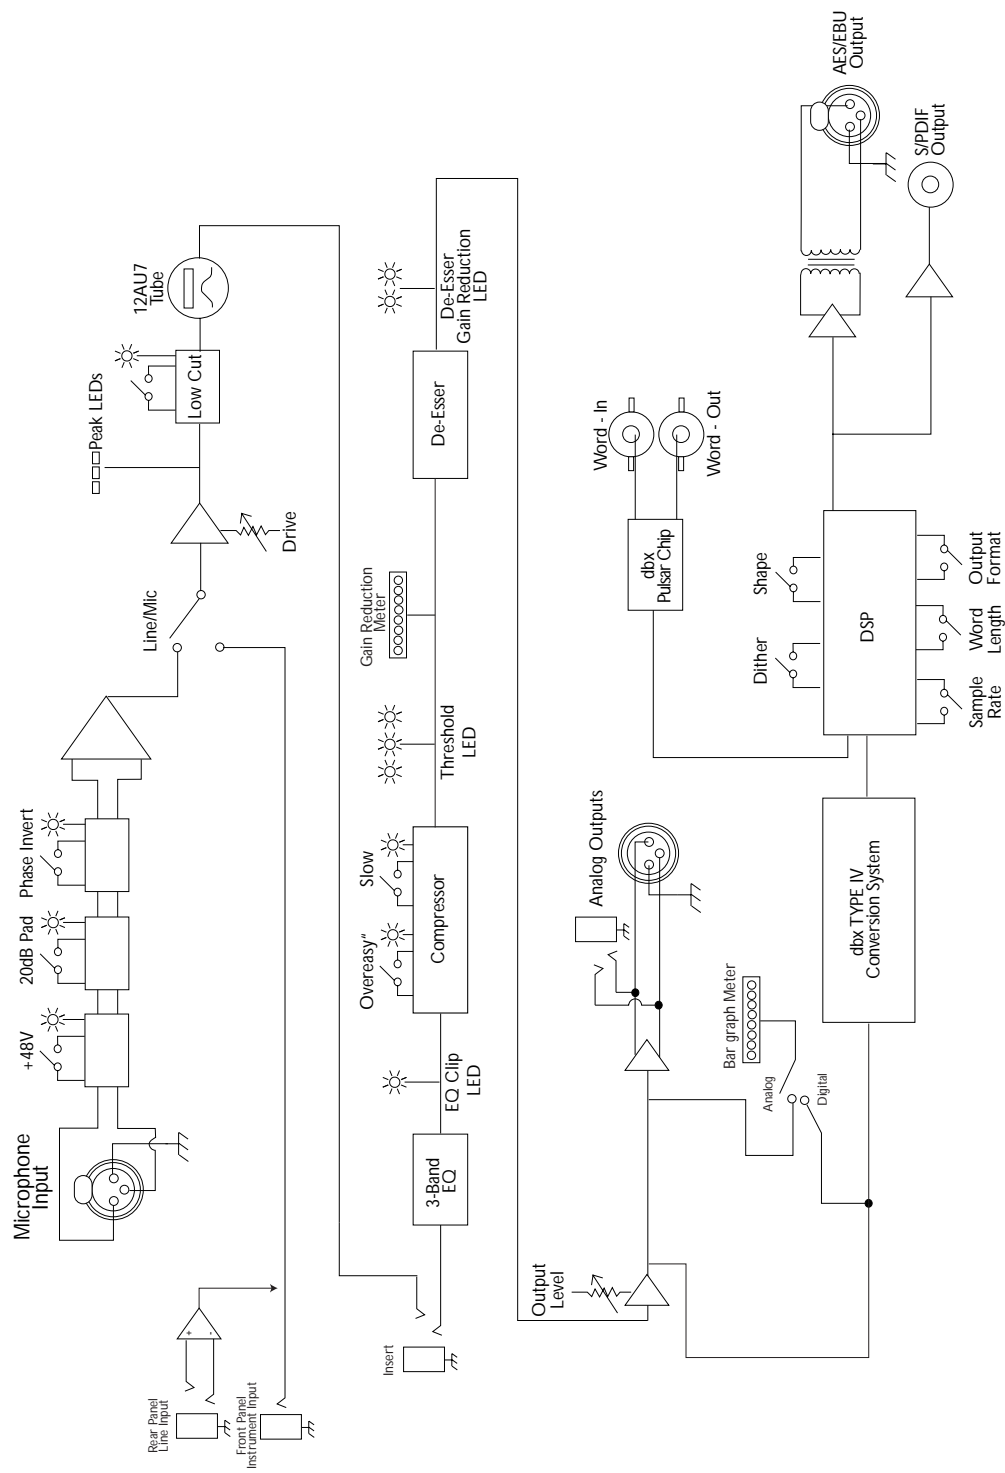 Microphone
Input
+48V
20dB Pad
Phase Invert
Line/Mic
Drive
Peak LEDs
Low Cut
12AU7
Tube
Rear Panel
Line Input
+
-
Front Panel
Instrument Input
Insert
3-Band
EQ
EQ Clip
LED
Overeasy"
Slow
Compressor
Threshold
LED
Gain Reduction
Meter
De-Esser
De-Esser
Gain Reduction
LED
Output
Level
Analog Outputs
Bar graph Meter
Analog
Digital
dbx TYPE IV
Conversion System
dbx
Pulsar Chip
Word - In
Word - Out
Dither
Shape
DSP
Sample
Rate
Word
Length
Output
Format
AES/EBU
Output
S/PDIF
Output